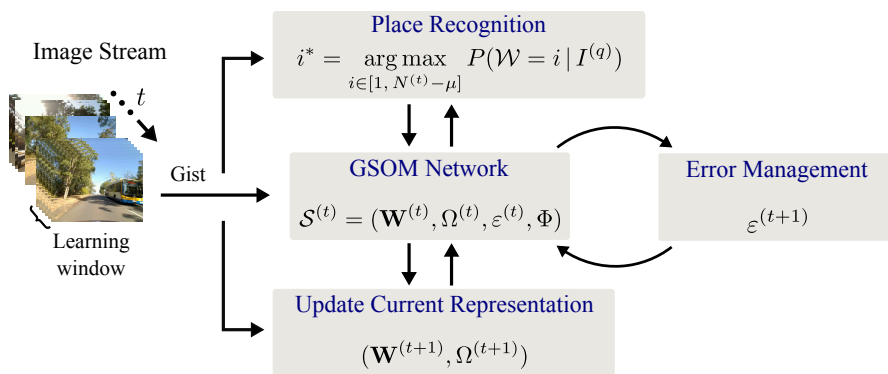 Image Stream
t
Learning
window
Gist
Place Recognition
i* = arg max P(𝒲 = i | I^(q))
i∈[1, N^(t)−μ]
GSOM Network
𝒮^(t) = (𝐖^(t), Ω^(t), ε^(t), Φ)
Error Management
ε^(t+1)
Update Current Representation
(𝐖^(t+1), Ω^(t+1))